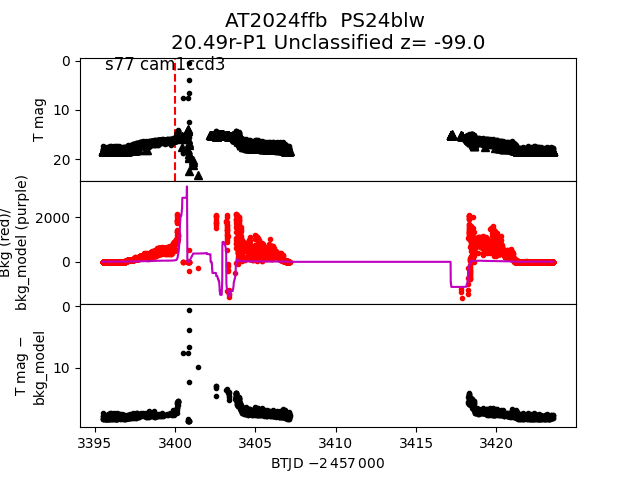 AT2024ffb PS24blw
20.49r-P1 Unclassified z= -99.0
s77 cam1ccd3
0
10
20
T mag
2000
0
Bkg (red)/
bkg_model (purple)
0
10
T mag −
bkg_model
3395 3400 3405 3410 3415 3420
BTJD −2 457 000